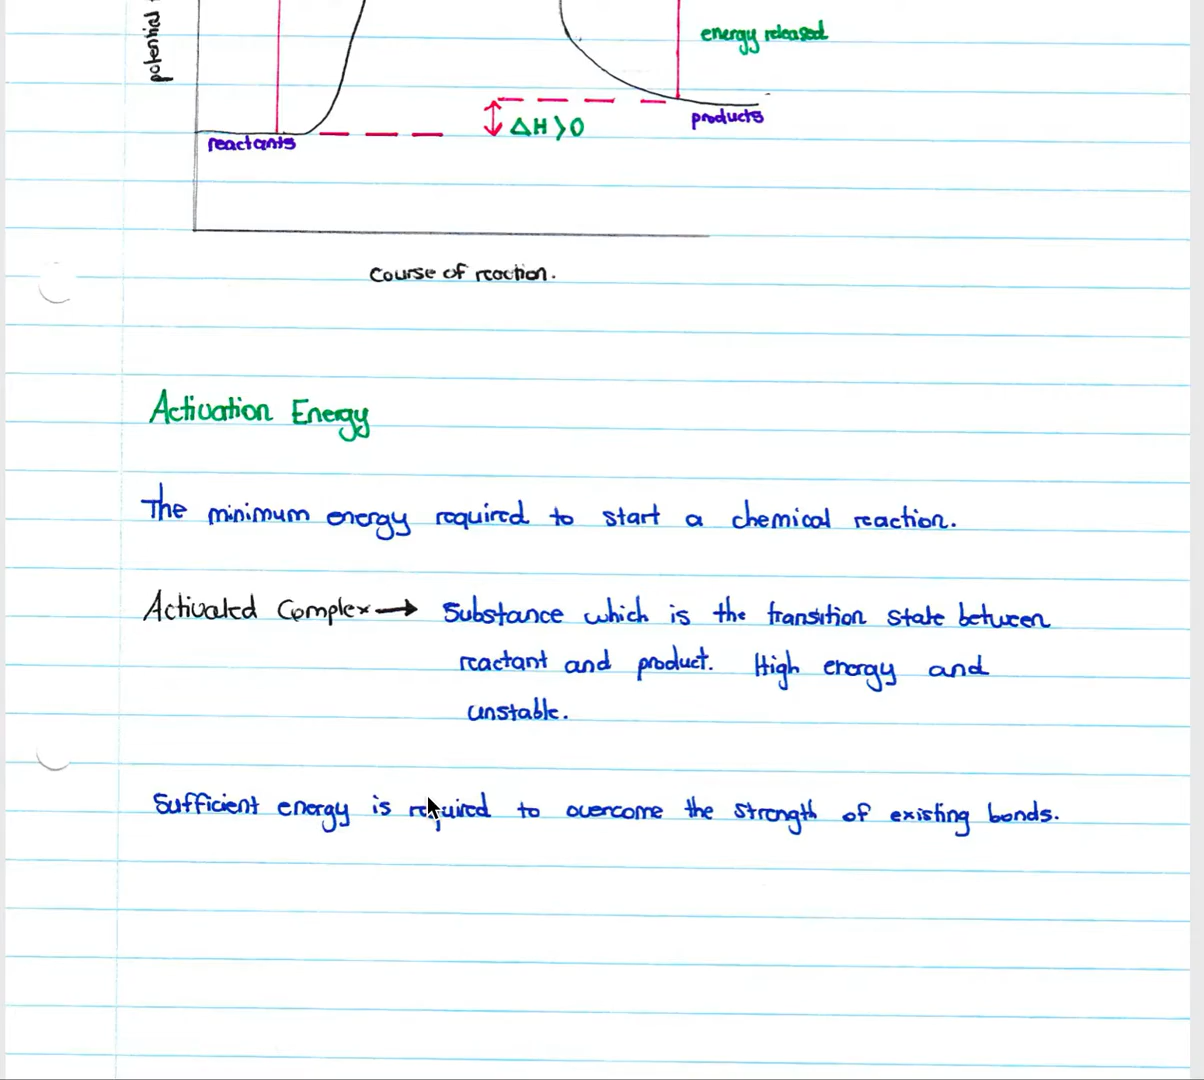 potential
energy released
ΔH>0
products
reactants
Course of reaction.
Activation Energy
The minimum energy required to start a chemical reaction.
Activated Complex → Substance which is the transition state between
reactant and product. High energy and
unstable.
Sufficient energy is required to overcome the strength of existing bonds.